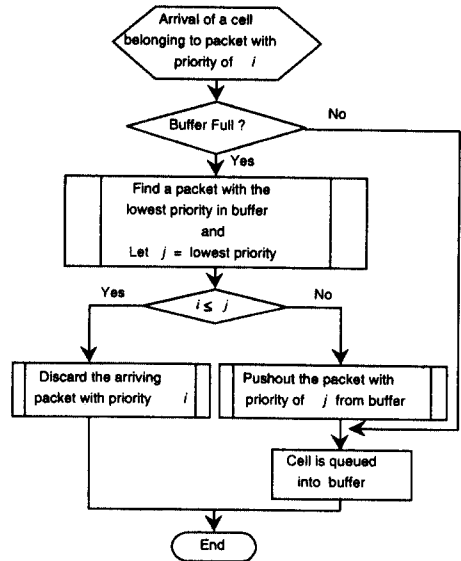 Arrival of a cell
belonging to packet with
priority of i
No
Buffer Full ?
Yes
Find a packet with the
lowest priority in buffer
and
Let j = lowest priority
Yes
i ≤ j
No
Discard the arriving
packet with priority i
Pushout the packet with
priority of j from buffer
Cell is queued
into buffer
End